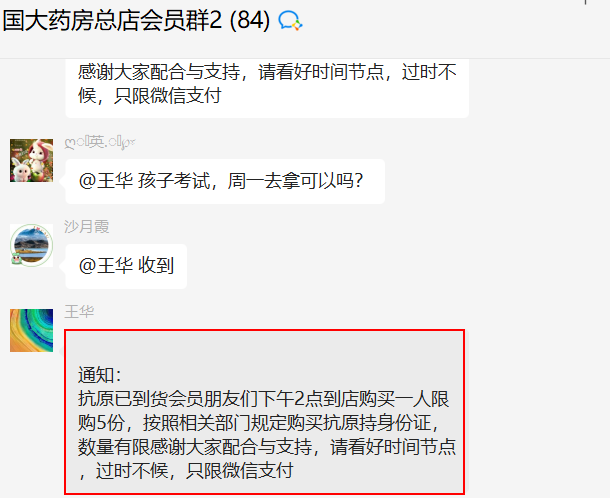 国大药房总店会员群2 (84)
感谢大家配合与支持，请看好时间节点，过时不
候，只限微信支付
英
@王华 孩子考试，周一去拿可以吗？
沙月霞
@王华 收到
王华
通知：
抗原已到货会员朋友们下午2点到店购买一人限
购5份，按照相关部门规定购买抗原持身份证，
数量有限感谢大家配合与支持，请看好时间节点
，过时不候，只限微信支付